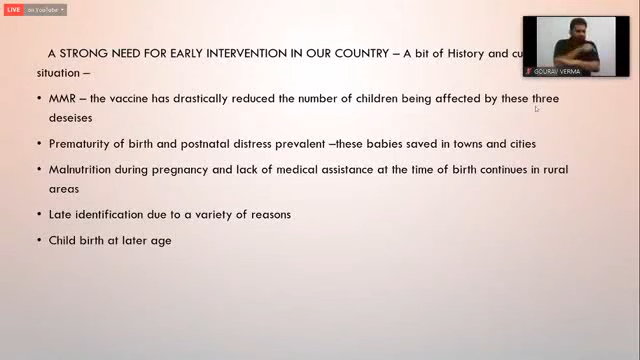 LIVE on YouTube
A STRONG NEED FOR EARLY INTERVENTION IN OUR COUNTRY – A bit of History and cu
situation –
GOURAV VERMA
• MMR – the vaccine has drastically reduced the number of children being affected by these three
deseises
• Prematurity of birth and postnatal distress prevalent –these babies saved in towns and cities
• Malnutrition during pregnancy and lack of medical assistance at the time of birth continues in rural
areas
• Late identification due to a variety of reasons
• Child birth at later age